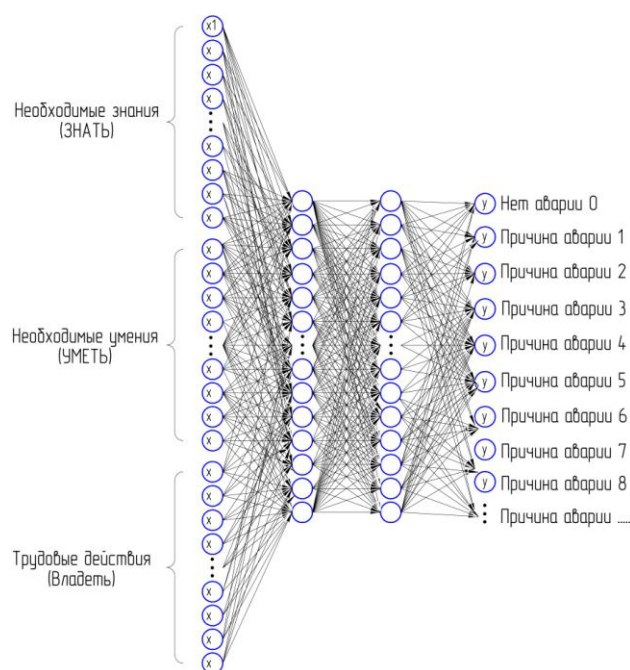 x1
x
x
x
x
x
x
x
Необходимые знания
(ЗНАТЬ)
x
x
x
x
x
x
x
x
Необходимые умения
(УМЕТЬ)
x
x
x
x
x
x
x
x
Трудовые действия
(Владеть)
y Нет аварии 0
y Причина аварии 1
y Причина аварии 2
y Причина аварии 3
y Причина аварии 4
y Причина аварии 5
y Причина аварии 6
y Причина аварии 7
y Причина аварии 8
Причина аварии .....